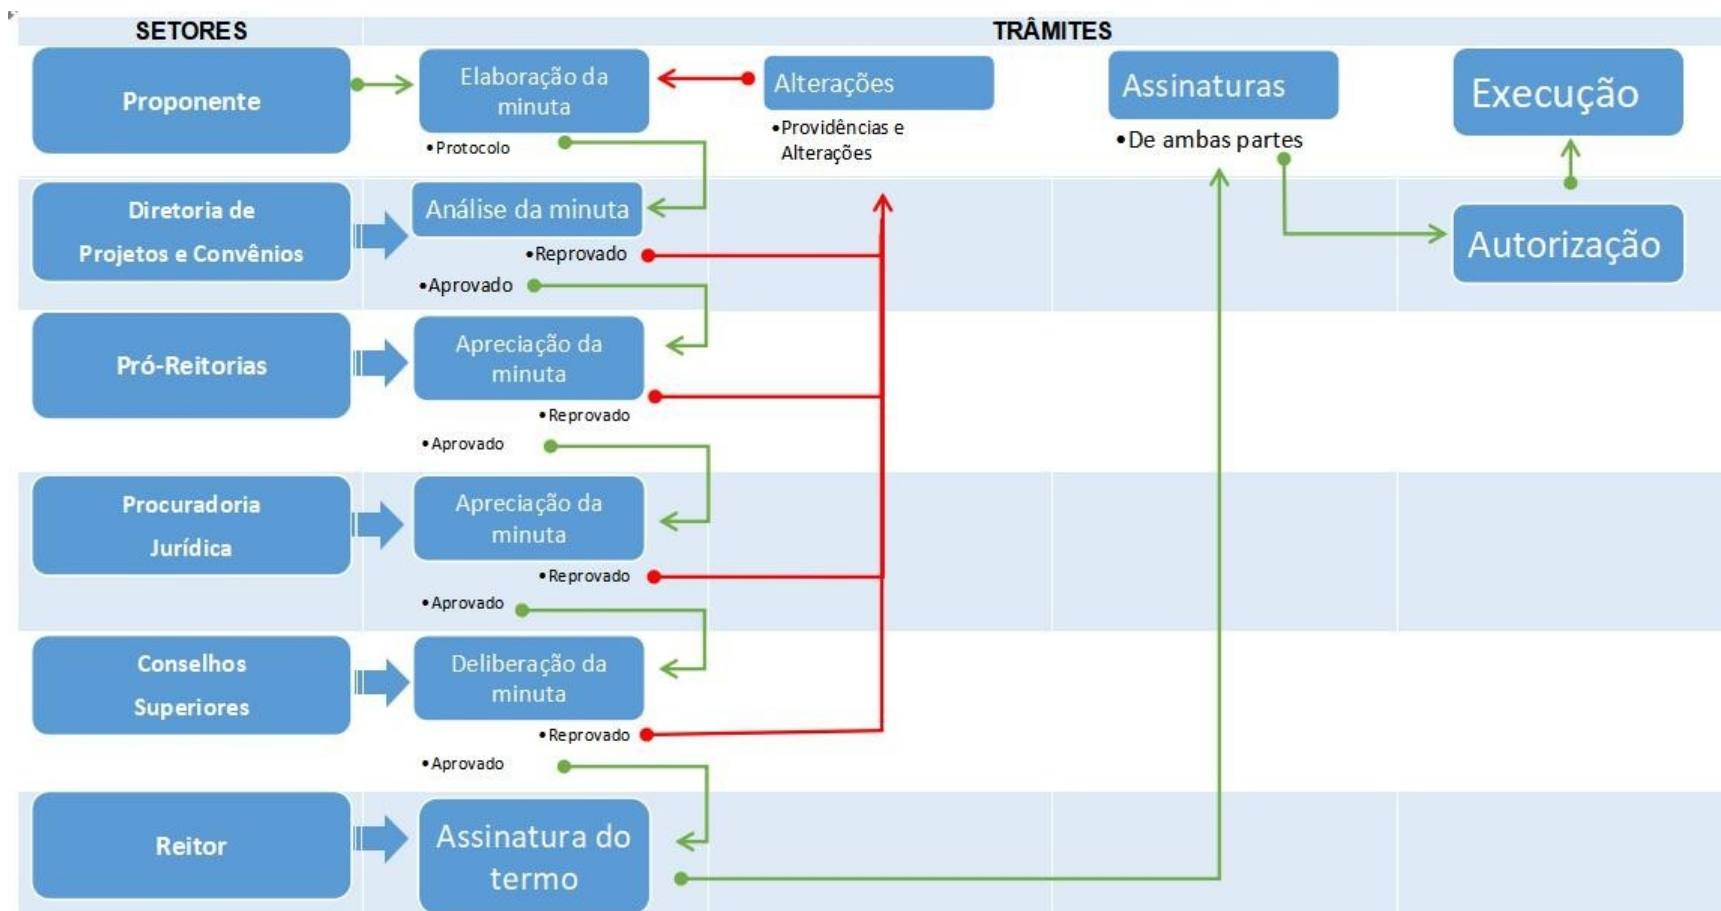 SETORES
TRÂMITES
Proponente
Elaboração da
minuta
•Protocolo
Alterações
•Providências e
Alterações
Assinaturas
•De ambas partes
Execução
Diretoria de
Projetos e Convênios
Análise da minuta
•Reprovado
•Aprovado
Autorização
Pró-Reitorias
Apreciação da
minuta
•Reprovado
•Aprovado
Procuradoria
Jurídica
Apreciação da
minuta
•Reprovado
•Aprovado
Conselhos
Superiores
Deliberação da
minuta
•Reprovado
•Aprovado
Reitor
Assinatura do
termo